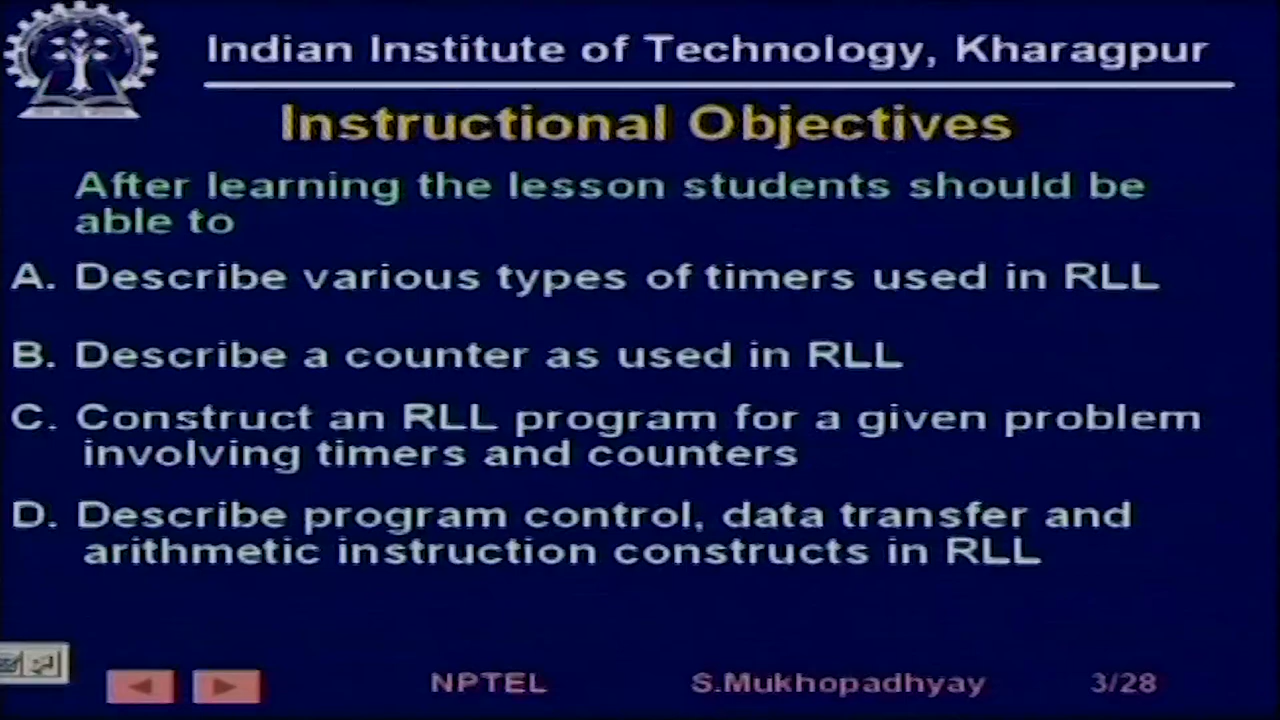 Indian Institute of Technology, Kharagpur
Instructional Objectives
After learning the lesson students should be
able to
A. Describe various types of timers used in RLL
B. Describe a counter as used in RLL
C. Construct an RLL program for a given problem
involving timers and counters
D. Describe program control, data transfer and
arithmetic instruction constructs in RLL
NPTEL S.Mukhopadhyay 3/28